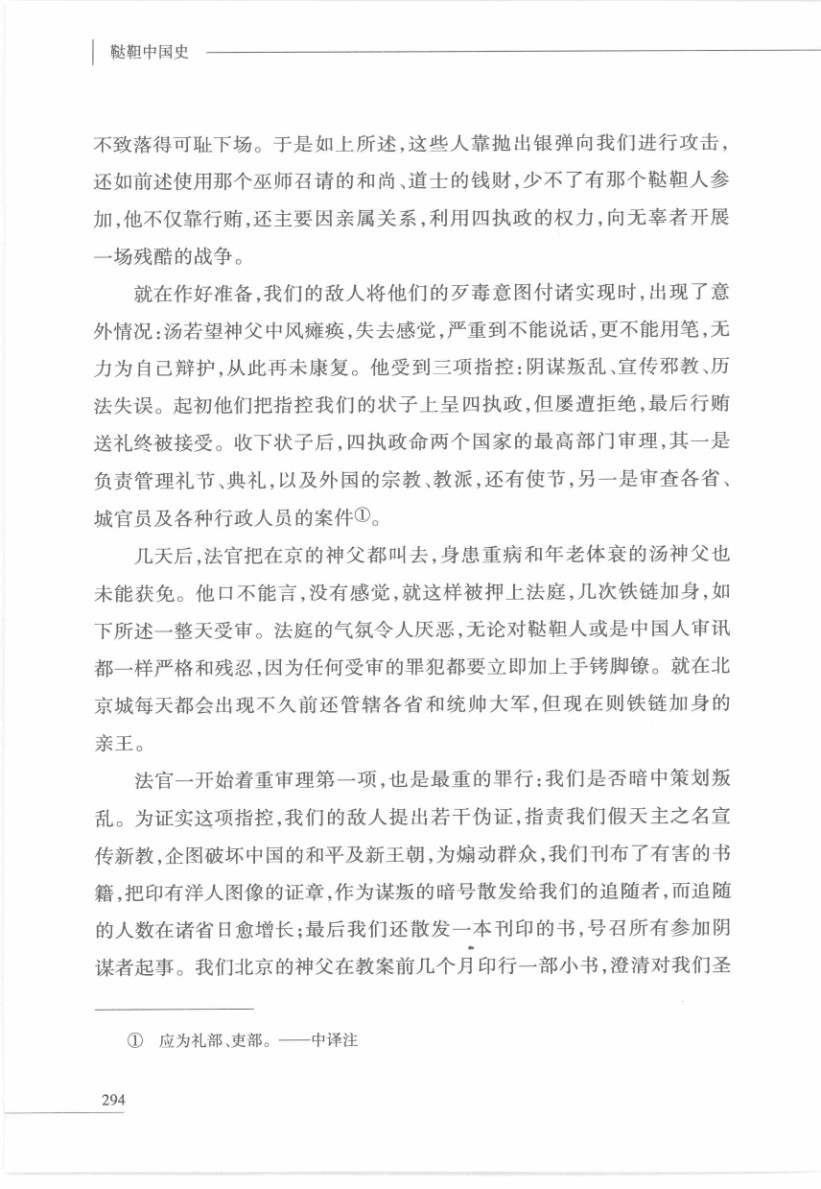 鞑靼中国史
不致落得可耻下场。于是如上所述,这些人靠抛出银弹向我们进行攻击,
还如前述使用那个巫师召请的和尚、道士的钱财,少不了有那个鞑靼人参
加,他不仅靠行贿,还主要因亲属关系,利用四执政的权力,向无辜者开展
一场残酷的战争。
就在作好准备,我们的敌人将他们的歹毒意图付诸实现时,出现了意
外情况:汤若望神父中风瘫痪,失去感觉,严重到不能说话,更不能用笔,无
力为自己辩护,从此再未康复。他受到三项指控:阴谋叛乱、宣传邪教、历
法失误。起初他们把指控我们的状子上呈四执政,但屡遭拒绝,最后行贿
送礼终被接受。收下状子后,四执政命两个国家的最高部门审理,其一是
负责管理礼节、典礼,以及外国的宗教、教派,还有使节,另一是审查各省、
城官员及各种行政人员的案件①。
几天后,法官把在京的神父都叫去,身患重病和年老体衰的汤神父也
未能获免。他口不能言,没有感觉,就这样被押上法庭,几次铁链加身,如
下所述一整天受审。法庭的气氛令人厌恶,无论对鞑靼人或是中国人审讯
都一样严格和残忍,因为任何受审的罪犯都要立即加上手铐脚镣。就在北
京城每天都会出现不久前还管辖各省和统帅大军,但现在则铁链加身的
亲王。
法官一开始着重审理第一项,也是最重的罪行:我们是否暗中策划叛
乱。为证实这项指控,我们的敌人提出若干伪证,指责我们假天主之名宣
传新教,企图破坏中国的和平及新王朝,为煽动群众,我们刊布了有害的书
籍,把印有洋人图像的证章,作为谋叛的暗号散发给我们的追随者,而追随
的人数在诸省日愈增长;最后我们还散发一本刊印的书,号召所有参加阴
谋者起事。我们北京的神父在教案前几个月印行一部小书,澄清对我们圣
① 应为礼部、吏部。——中译注
294